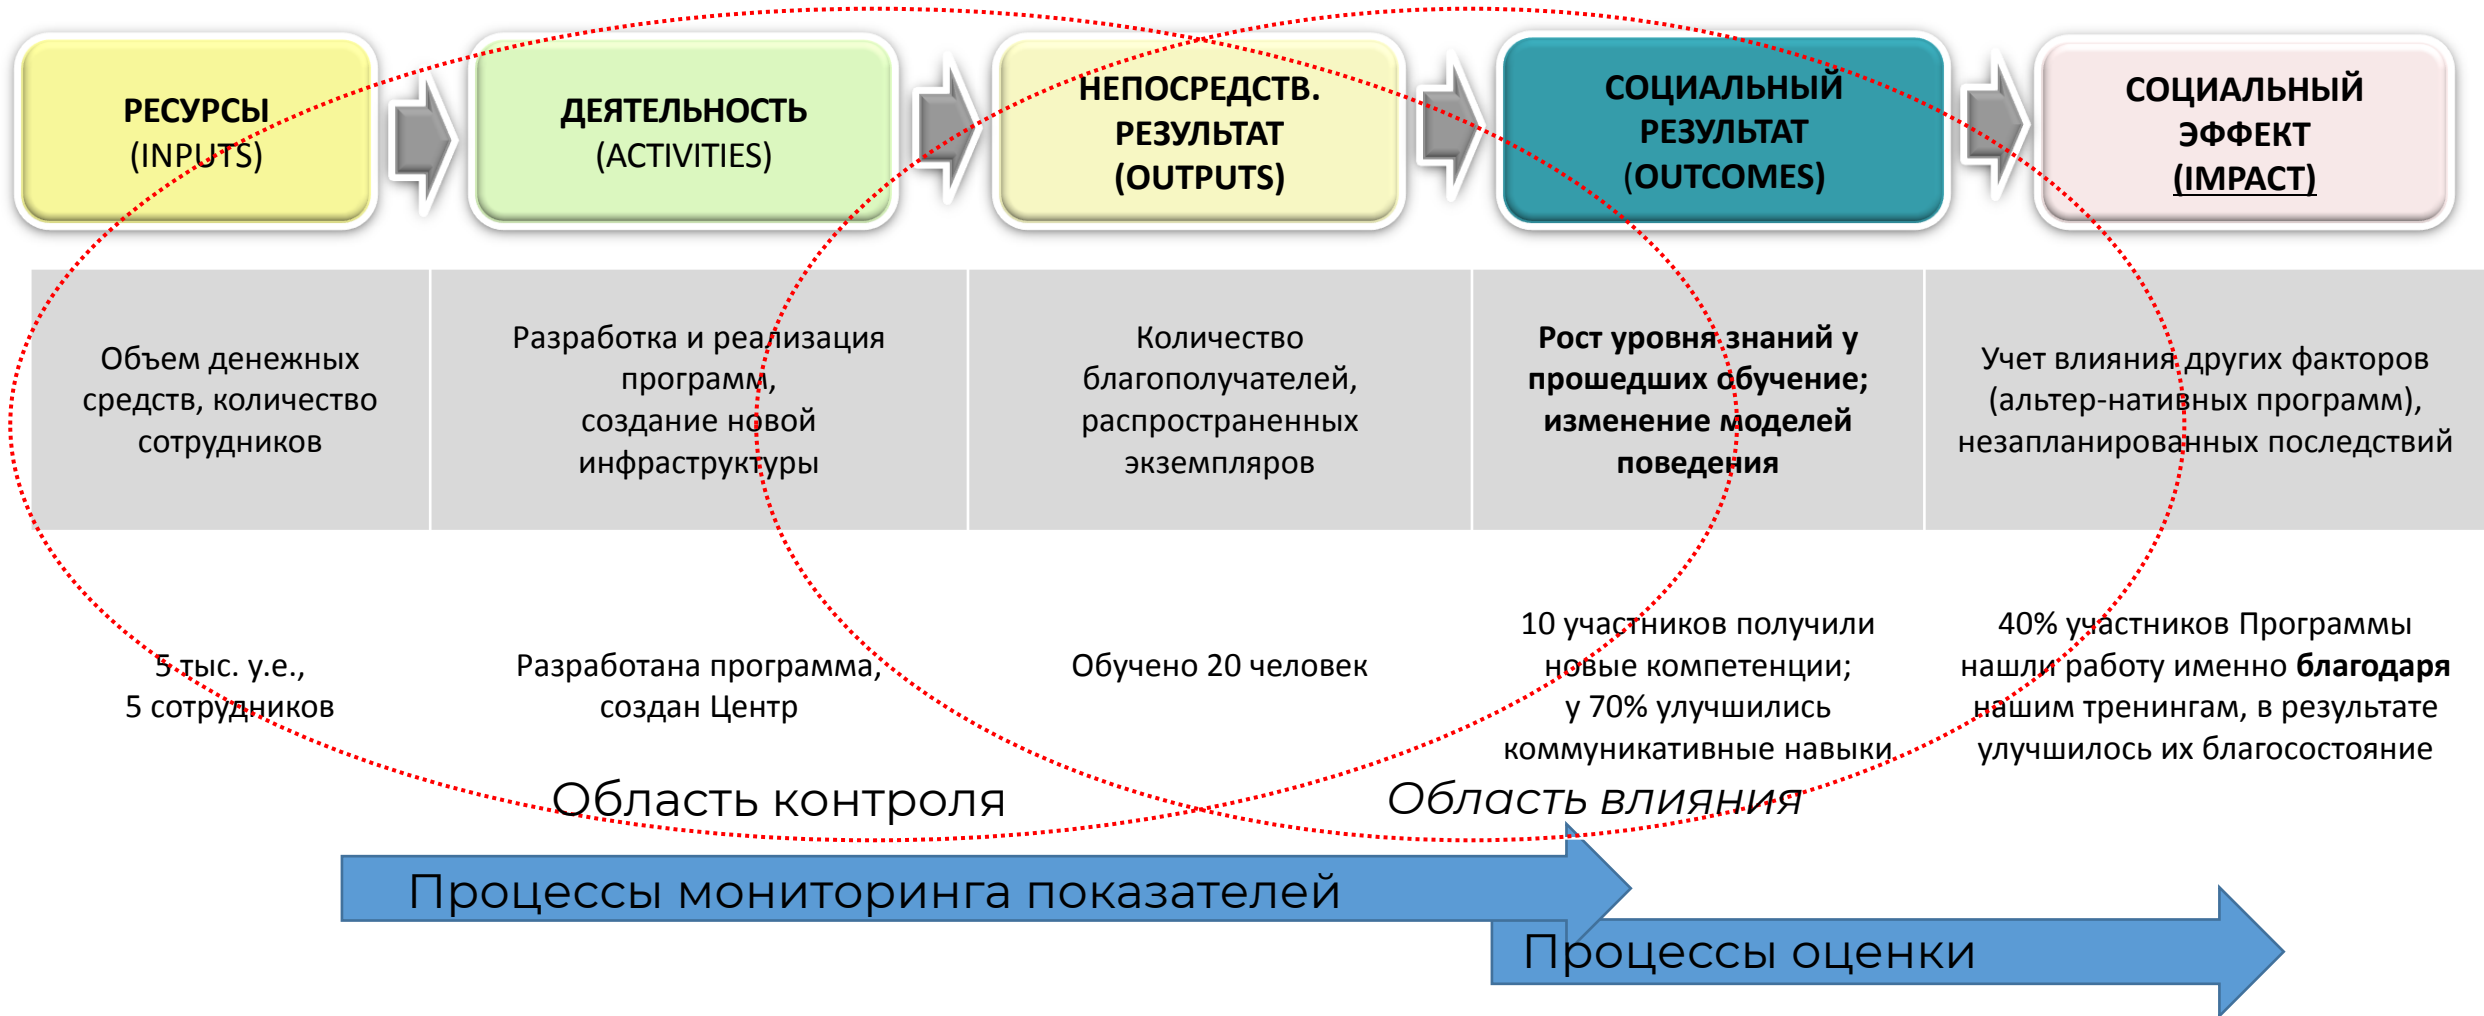 РЕСУРСЫ
(INPUTS)
ДЕЯТЕЛЬНОСТЬ
(ACTIVITIES)
НЕПОСРЕДСТВ.
РЕЗУЛЬТАТ
(OUTPUTS)
СОЦИАЛЬНЫЙ
РЕЗУЛЬТАТ
(OUTCOMES)
СОЦИАЛЬНЫЙ
ЭФФЕКТ
(IMPACT)
Объем денежных
средств, количество
сотрудников
Разработка и реализация
программ,
создание новой
инфраструктуры
Количество
благополучателей,
распространенных
экземпляров
Рост уровня знаний у
прошедших обучение;
изменение моделей
поведения
Учет влияния других факторов
(альтер-нативных программ),
незапланированных последствий
5 тыс. у.е.,
5 сотрудников
Разработана программа,
создан Центр
Обучено 20 человек
10 участников получили
новые компетенции;
у 70% улучшились
коммуникативные навыки
40% участников Программы
нашли работу именно благодаря
нашим тренингам, в результате
улучшилось их благосостояние
Область контроля
Область влияния
Процессы мониторинга показателей
Процессы оценки